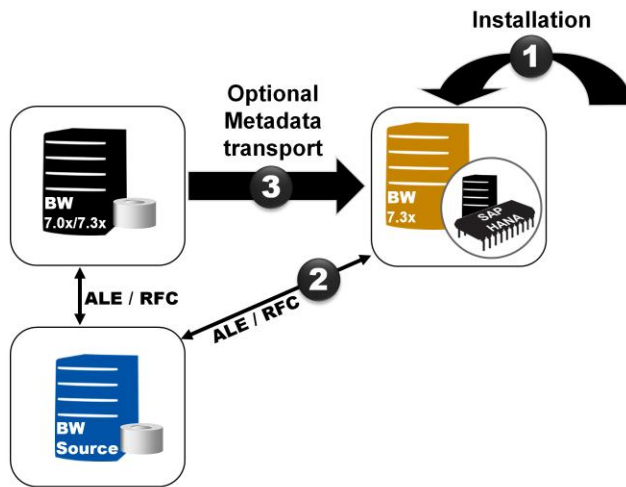 Installation
1
Optional
Metadata
transport
3
BW
7.0x/7.3x
BW
7.3x
SAP
HANA
ALE / RFC
2
ALE / RFC
BW
Source